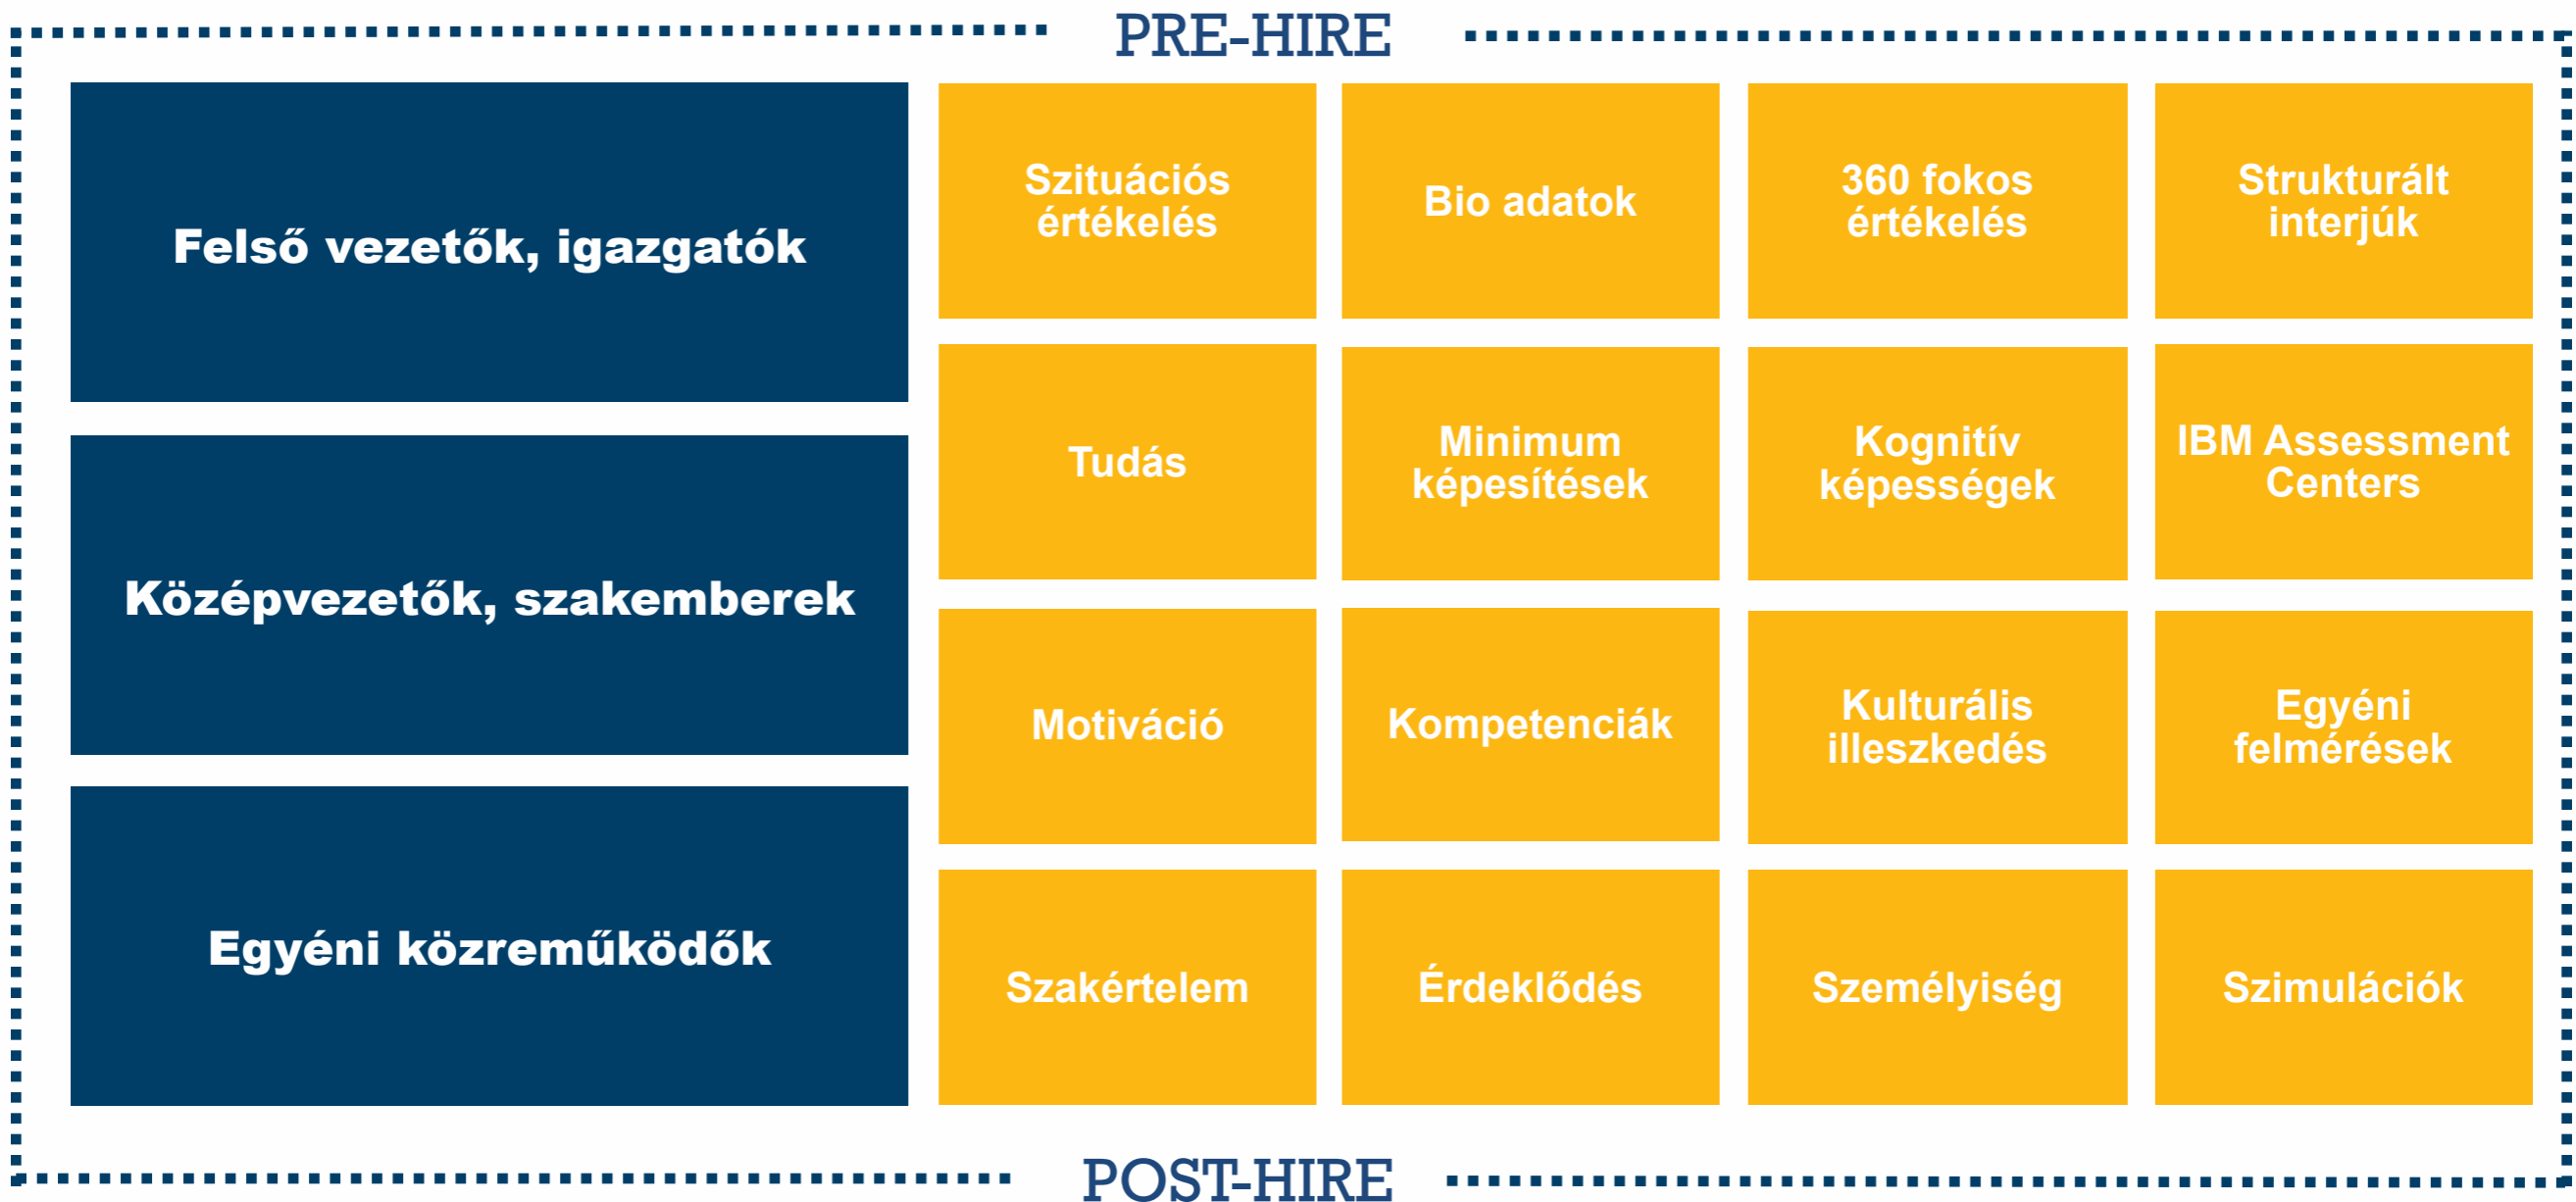 PRE-HIRE
Felső vezetők, igazgatók
Középvezetők, szakemberek
Egyéni közreműködők
Szituációs
értékelés
Bio adatok
360 fokos
értékelés
Strukturált
interjúk
Tudás
Minimum
képesítések
Kognitív
képességek
IBM Assessment
Centers
Motiváció
Kompetenciák
Kulturális
illeszkedés
Egyéni
felmérések
Szakértelem
Érdeklődés
Személyiség
Szimulációk
POST-HIRE